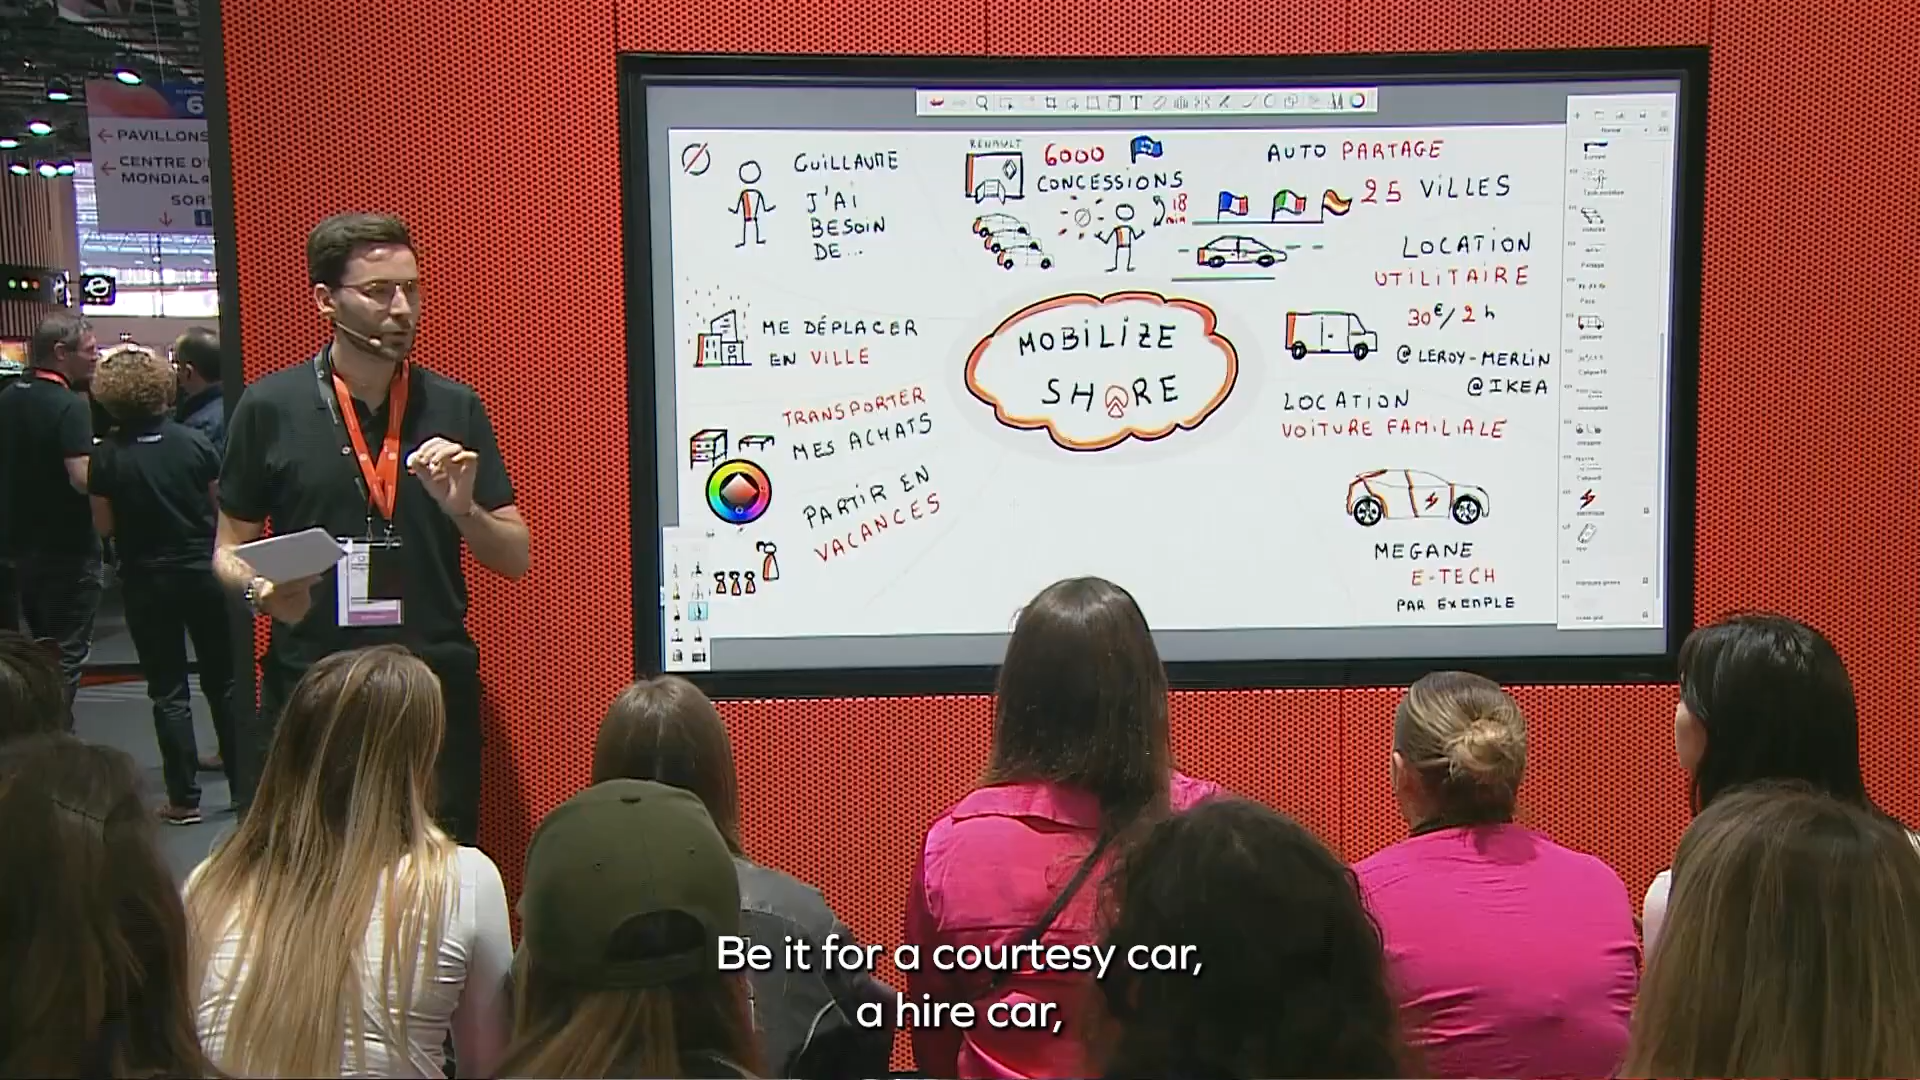 6
← PAVILLONS
← CENTRE D'
MONDIAL
SORT
GUILLAUME
J'AI
BESOIN
DE...
ME DÉPLACER
EN VILLE
TRANSPORTER
MES ACHATS
PARTIR EN
VACANCES
RENAULT
6000
CONCESSIONS
18
min
MOBILIZE
SHARE
AUTO PARTAGE
25 VILLES
LOCATION
UTILITAIRE
30€/2h
@LEROY-MERLIN
@IKEA
LOCATION
VOITURE FAMILIALE
MEGANE
E-TECH
PAR EXEMPLE
Be it for a courtesy car,
a hire car,